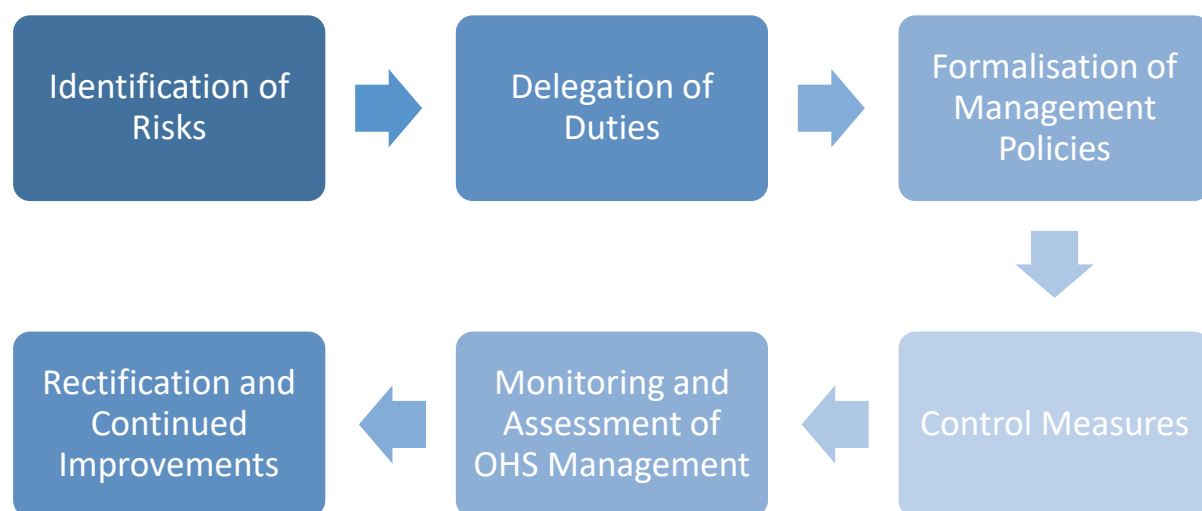 Identification of
Risks
Delegation of
Duties
Formalisation of
Management
Policies
Control Measures
Monitoring and
Assessment of
OHS Management
Rectification and
Continued
Improvements